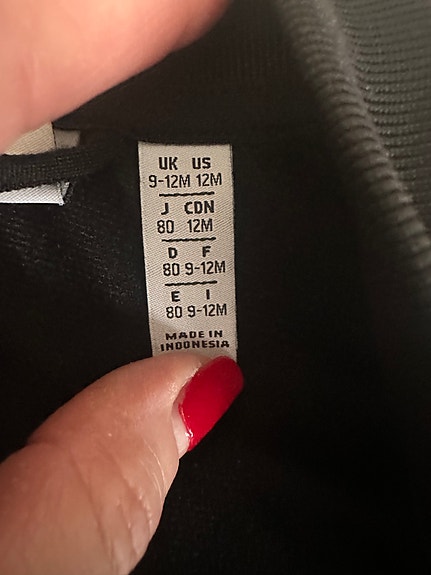 UK US
9-12M 12M
J CDN
80 12M
D F
80 9-12M
E I
80 9-12M
MADE IN
INDONESIA